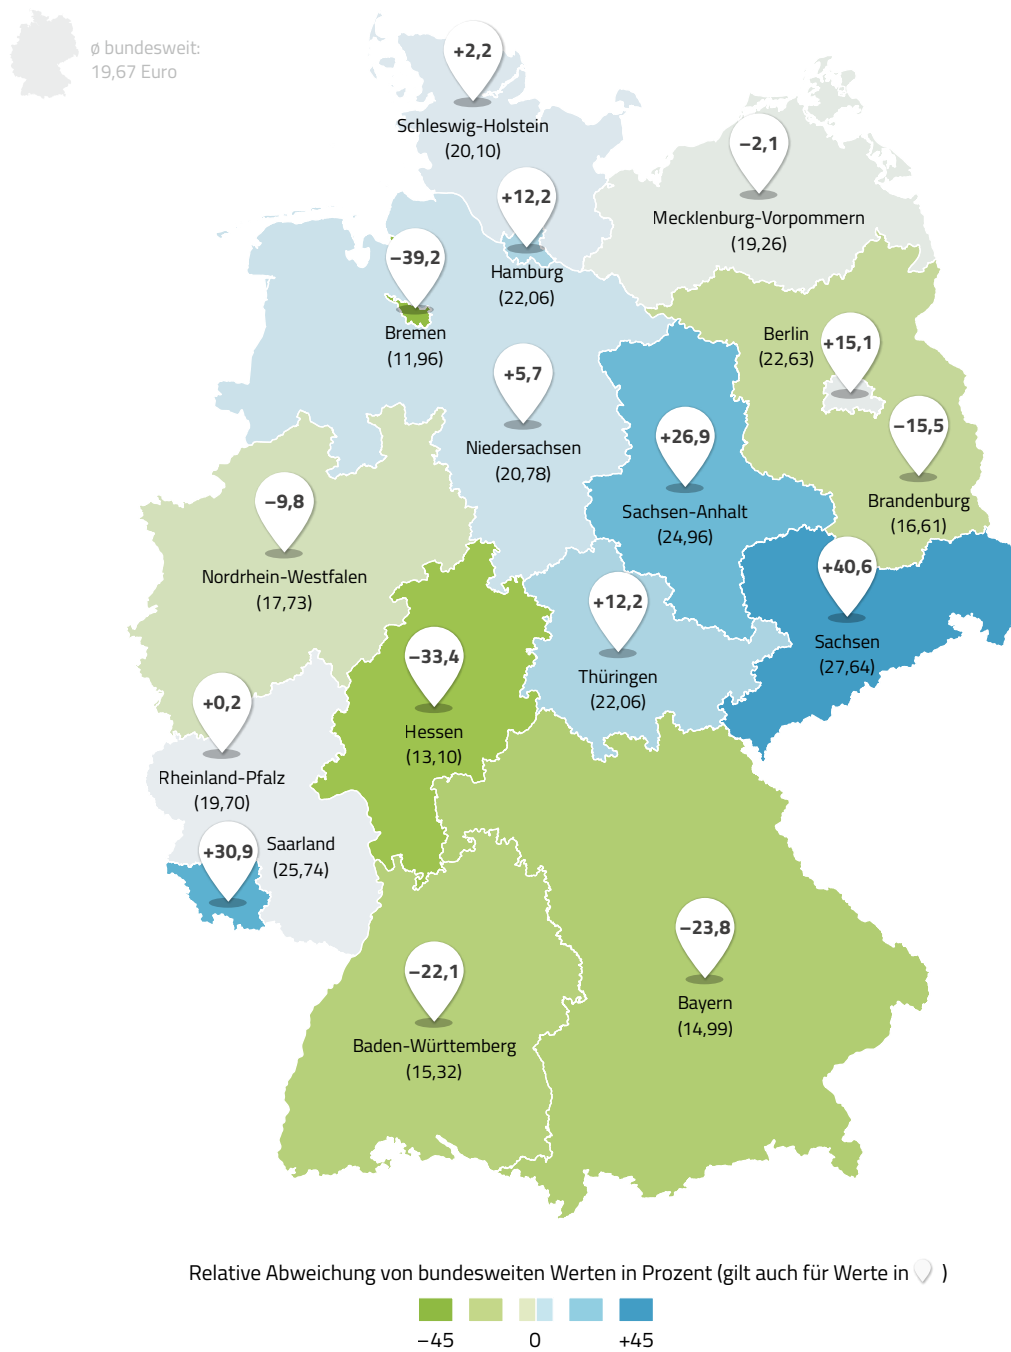 ø bundesweit:
19,67 Euro
+2,2
Schleswig-Holstein
(20,10)
−2,1
Mecklenburg-Vorpommern
(19,26)
+12,2
Hamburg
(22,06)
−39,2
Bremen
(11,96)
Berlin
(22,63)
+15,1
+5,7
Niedersachsen
(20,78)
−15,5
Brandenburg
(16,61)
+26,9
Sachsen-Anhalt
(24,96)
−9,8
Nordrhein-Westfalen
(17,73)
+40,6
Sachsen
(27,64)
+12,2
Thüringen
(22,06)
−33,4
Hessen
(13,10)
+0,2
Rheinland-Pfalz
(19,70)
+30,9
Saarland
(25,74)
−23,8
Bayern
(14,99)
−22,1
Baden-Württemberg
(15,32)
Relative Abweichung von bundesweiten Werten in Prozent (gilt auch für Werte in )
−45
0
+45